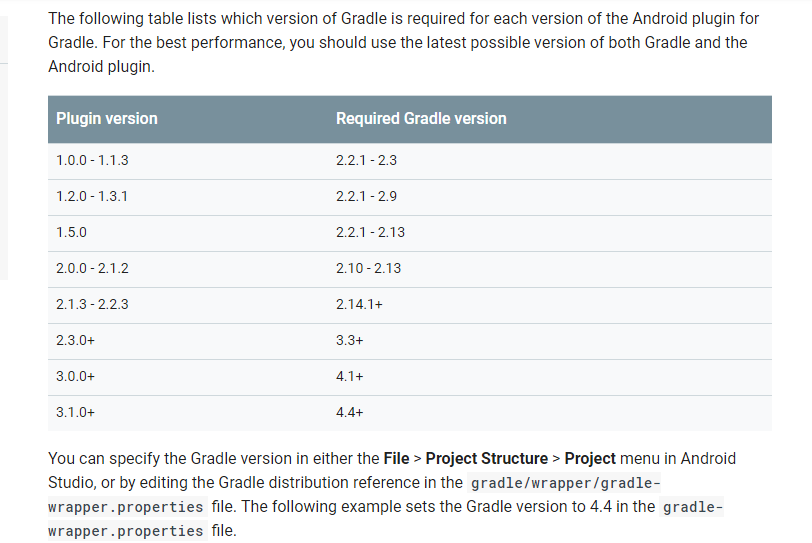 The following table lists which version of Gradle is required for each version of the Android plugin for
Gradle. For the best performance, you should use the latest possible version of both Gradle and the
Android plugin.
Plugin version Required Gradle version
1.0.0 - 1.1.3 2.2.1 - 2.3
1.2.0 - 1.3.1 2.2.1 - 2.9
1.5.0 2.2.1 - 2.13
2.0.0 - 2.1.2 2.10 - 2.13
2.1.3 - 2.2.3 2.14.1+
2.3.0+ 3.3+
3.0.0+ 4.1+
3.1.0+ 4.4+
You can specify the Gradle version in either the File > Project Structure > Project menu in Android
Studio, or by editing the Gradle distribution reference in the gradle/wrapper/gradle-
wrapper.properties file. The following example sets the Gradle version to 4.4 in the gradle-
wrapper.properties file.